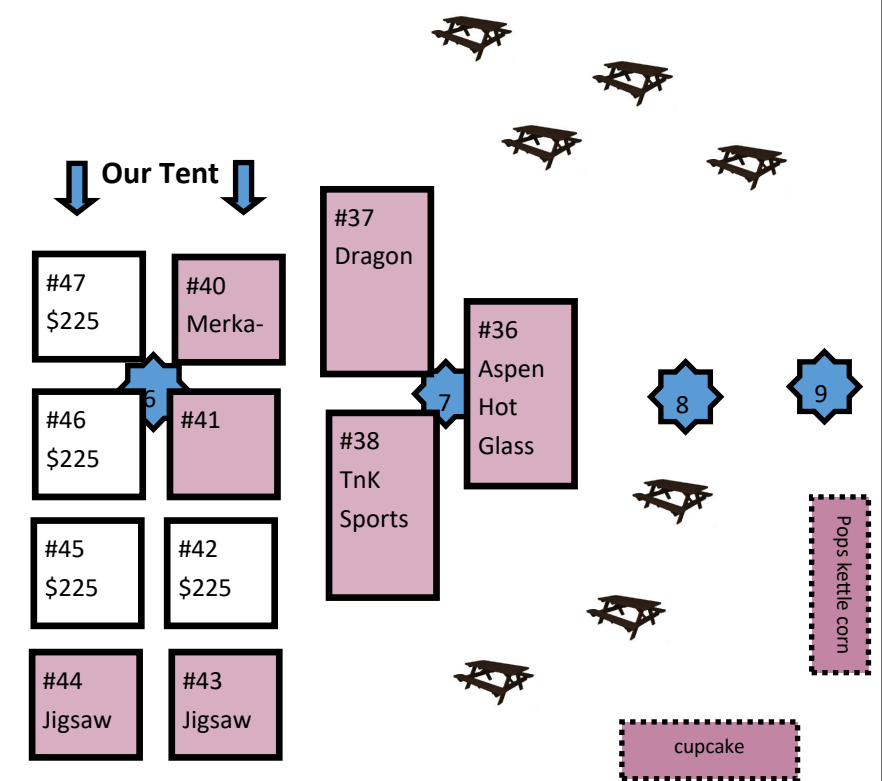 Our Tent
#47
$225
#40
Merka-
#37
Dragon
#36
Aspen
Hot
Glass
6
7
8
9
#46
$225
#41
#38
TnK
Sports
#45
$225
#42
$225
Pops kettle corn
#44
Jigsaw
#43
Jigsaw
cupcake